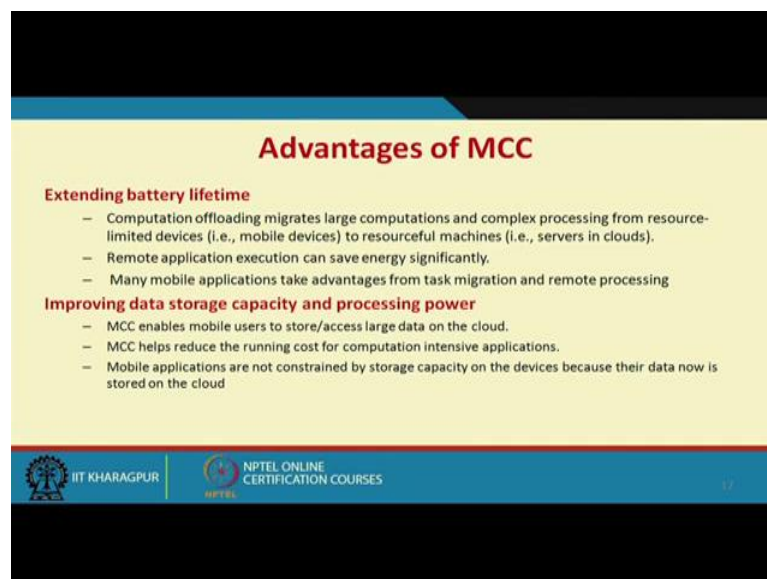 Advantages of MCC
Extending battery lifetime
– Computation offloading migrates large computations and complex processing from resource-
limited devices (i.e., mobile devices) to resourceful machines (i.e., servers in clouds).
– Remote application execution can save energy significantly.
– Many mobile applications take advantages from task migration and remote processing
Improving data storage capacity and processing power
– MCC enables mobile users to store/access large data on the cloud.
– MCC helps reduce the running cost for computation intensive applications.
– Mobile applications are not constrained by storage capacity on the devices because their data now is
stored on the cloud
IIT KHARAGPUR
NPTEL
NPTEL ONLINE
CERTIFICATION COURSES
17